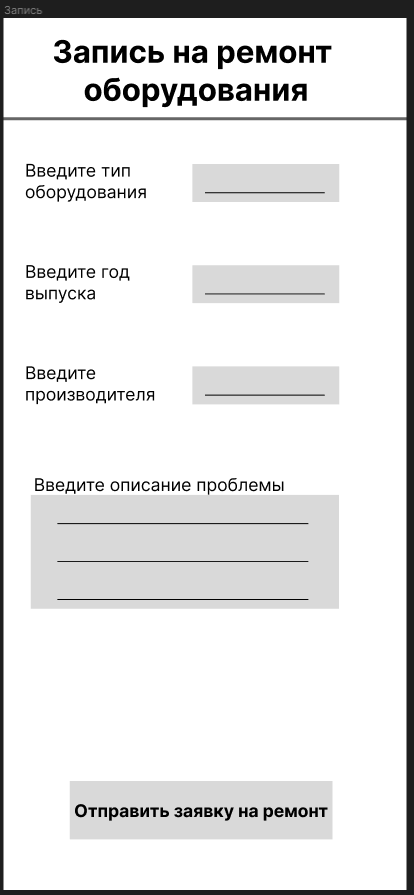 Запись
Запись на ремонт
оборудования
Введите тип
оборудования
Введите год
выпуска
Введите
производителя
Введите описание проблемы
Отправить заявку на ремонт